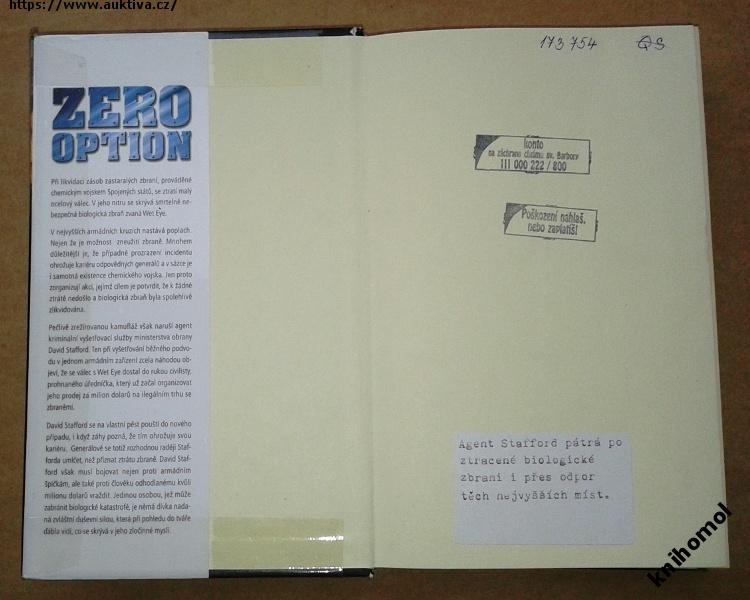 https://www.auktiva.cz/
ZERO
OPTION
Při likvidaci zásob zastaralých zbraní, prováděné
chemickým vojskem Spojených států, se ztratí malý
ocelový válec. V jeho nitru se skrývá smrtelně ne-
bezpečná biologická zbraň zvaná Wet Eye.
V nejvyšších armádních kruzích nastává poplach.
Nejen že je možnost zneužití zbraně. Mnohem
důležitější je, že případné prozrazení incidentu
ohrožuje kariéru odpovědných generálů a v sázce je
i samotná existence chemického vojska. Jen proto
zorganizují akci, jejímž cílem je potvrdit, že k žádné
ztrátě nedošlo a biologická zbraň byla spolehlivě
zlikvidována.
Pečlivě zrežírovanou kamufláž však naruší agent
kriminální vyšetřovací služby ministerstva obrany
David Stafford. Ten při vyšetřování běžného podvo-
du v jednom armádním zařízení zcela náhodou ob-
jeví, že se válec s Wet Eye dostal do rukou civilisty,
prohnaného úředníčka, který už začal organizovat
jeho prodej za milion dolarů na ilegálním trhu se
zbraněmi.
David Stafford se na vlastní pěst pouští do nového
případu, i když záhy pozná, že tím ohrožuje svou
kariéru. Generálové se totiž rozhodnou raději Staf-
forda umlčet, než přiznat ztrátu zbraně. David Staf-
ford však musí bojovat nejen proti armádním
špičkám, ale také proti člověku odhodlanému kvůli
milionu dolarů vraždit. Jedinou osobou, jež může
zabránit biologické katastrofě, je němá dívka nada-
ná zvláštní duševní silou, která při pohledu do tváře
ďábla vidí, co se skrývá v jeho zločinné mysli.
173 754 QS
konto
na záchranu chrámu sv. Barbory
111 000 222 / 800
Poškození nahlaš,
nebo zaplatíš!
Agent Stafford pátrá po
ztracené biologické
zbrani i přes odpor
těch nejvyšších míst.
knihomol